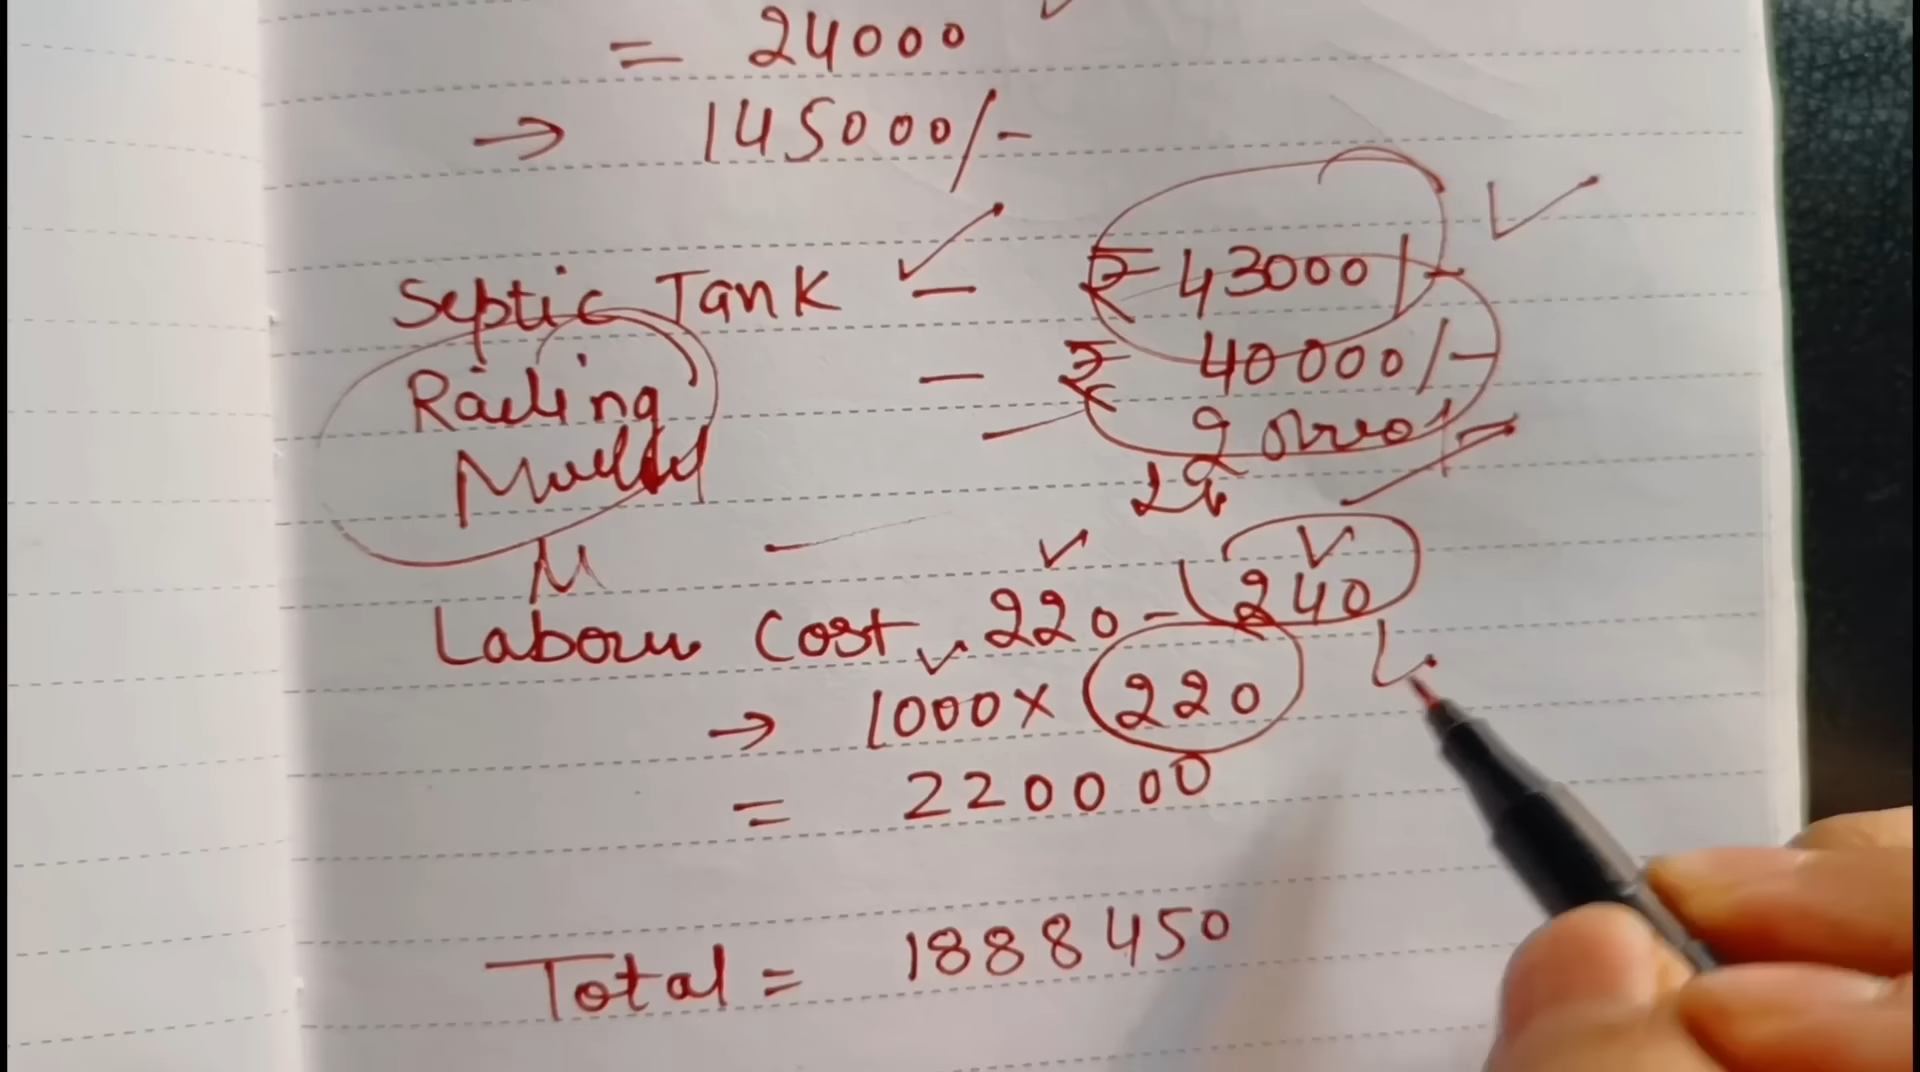 = 24000
→ 145000/-
Septic Tank - ₹ 43000/-
Railing - ₹ 40000/-
Labour Cost 220-240
→ 1000 x 220
= 220000
Total = 1888450